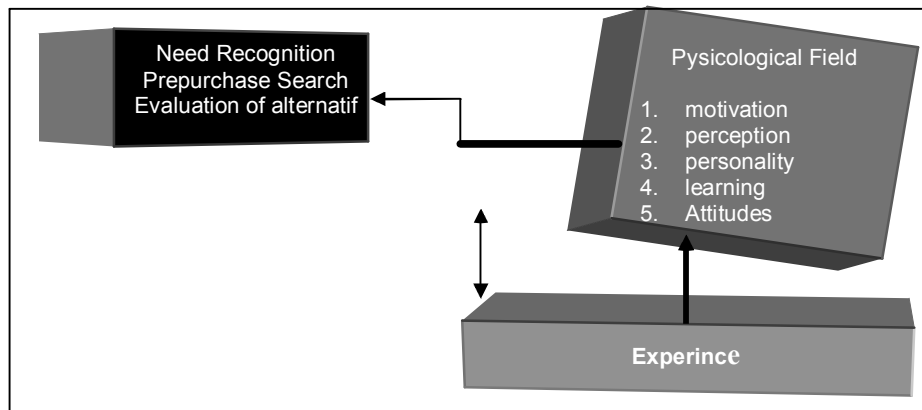 Need Recognition
Prepurchase Search
Evaluation of alternatif
Pysicological Field
1. motivation
2. perception
3. personality
4. learning
5. Attitudes
Experince